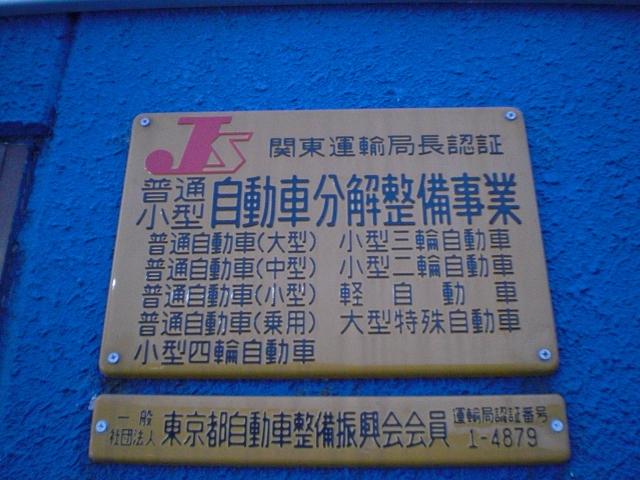 JS 関東運輸局長認証
普通 小型 自動車分解整備事業
普通自動車(大型) 小型三輪自動車
普通自動車(中型) 小型二輪自動車
普通自動車(小型) 軽自動車
普通自動車(乗用) 大型特殊自動車
小型四輪自動車
一般社団法人 東京都自動車整備振興会会員 運輸局認証番号 1-4879